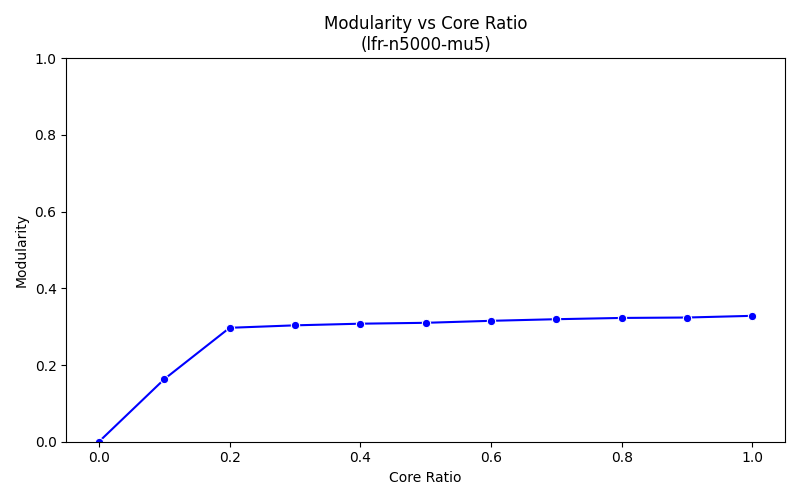 Modularity vs Core Ratio
(lfr-n5000-mu5)
1.0
0.8
0.6
0.4
0.2
0.0
Modularity
0.0 0.2 0.4 0.6 0.8 1.0
Core Ratio